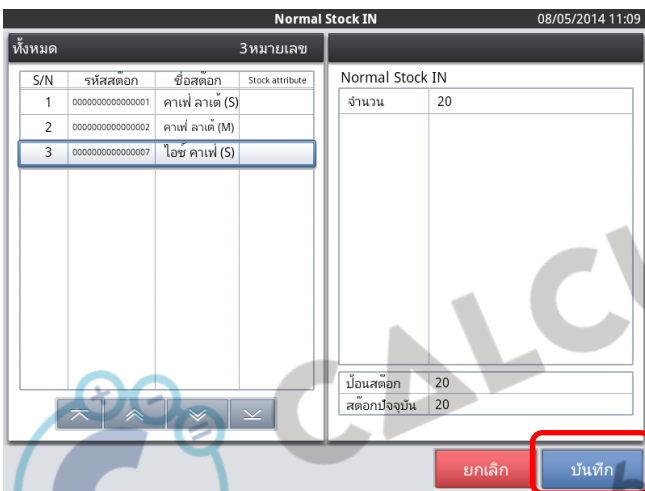 Normal Stock IN 08/05/2014 11:09
ทั้งหมด 3หมายเลข
S/N รหัสสต๊อก ชื่อสต๊อก Stock attribute
1 0000000000000001 คาเฟ่ ลาเต้ (S)
2 0000000000000002 คาเฟ่ ลาเต้ (M)
3 0000000000000007 ไอซ์ คาเฟ่ (S)
Normal Stock IN
จำนวน 20
ป้อนสต๊อก 20
สต๊อกปัจจุบัน 20
ยกเลิก บันทึก
CALCU